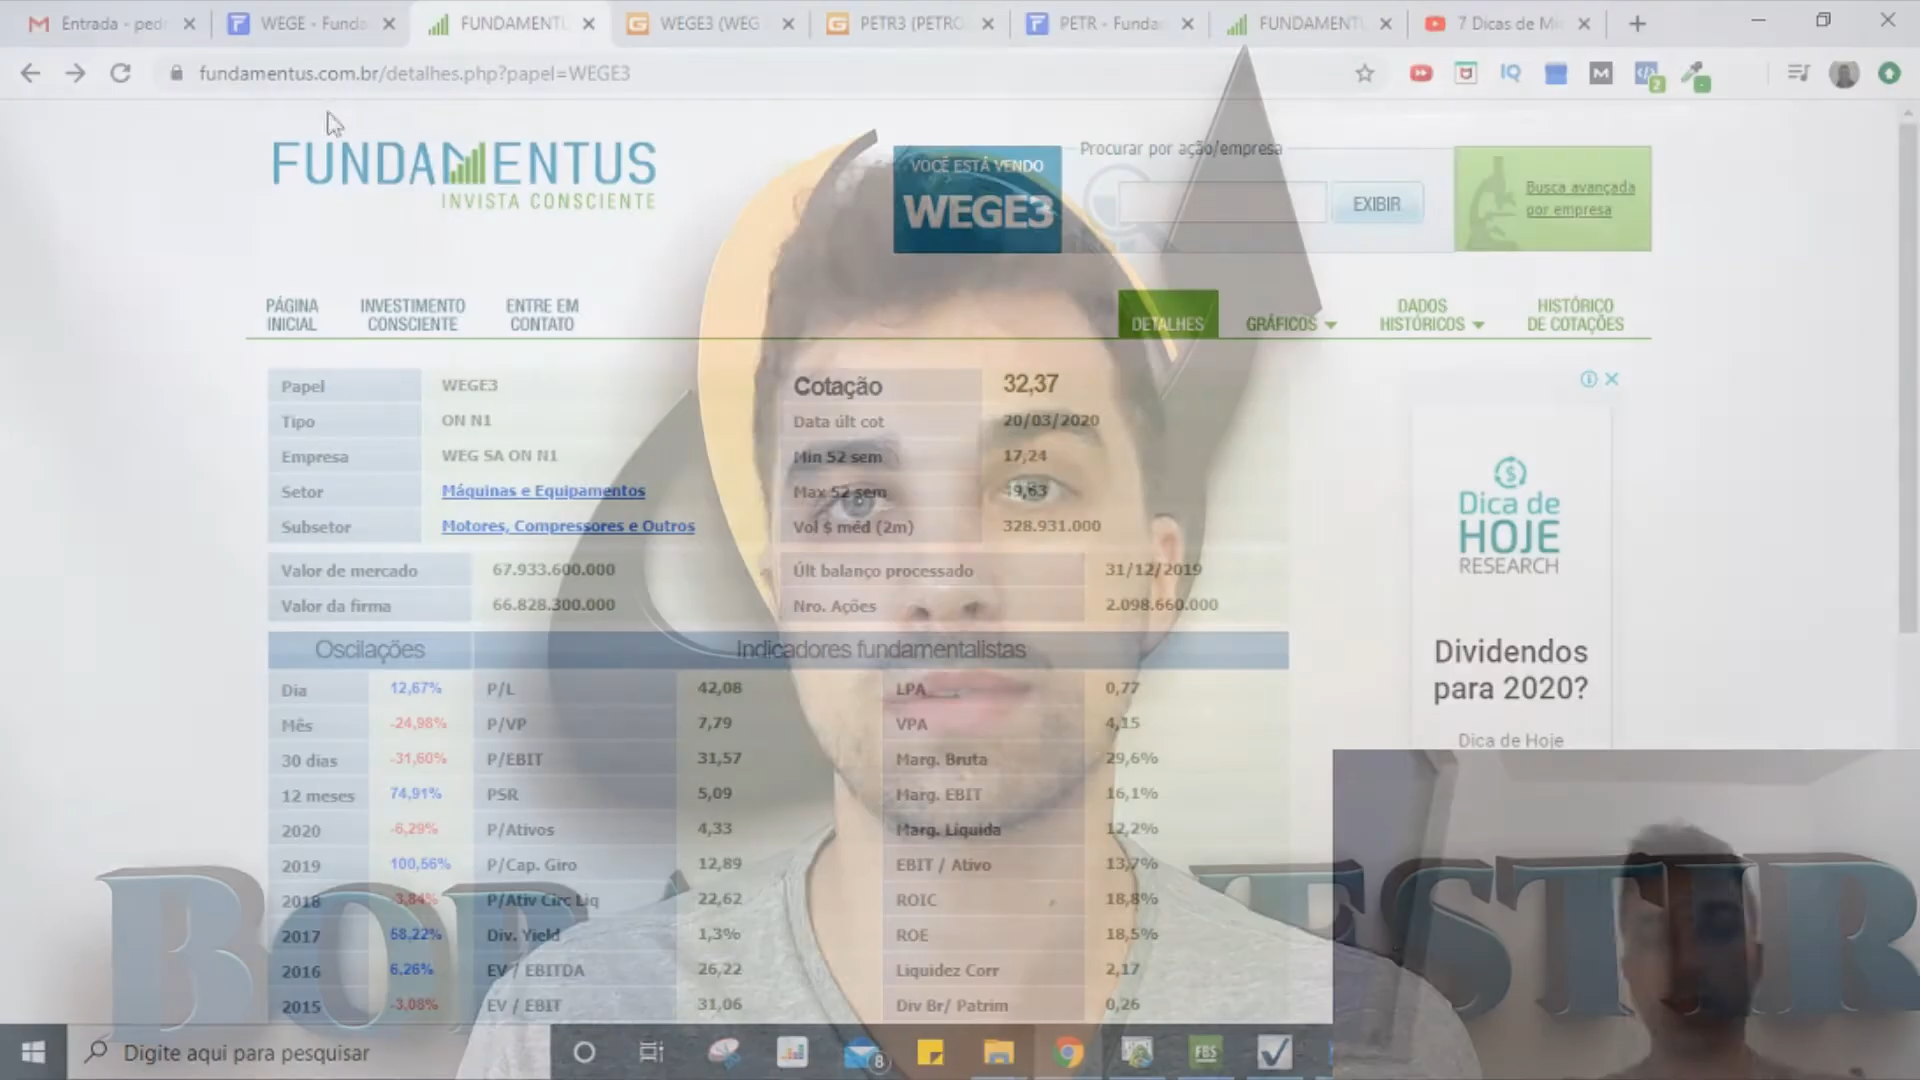 Entrada - ped
WEGE - Funda
FUNDAMENTU
WEGE3 (WEG
PETR3 (PETRO
PETR - Fundar
FUNDAMENTU
7 Dicas de Mi
fundamentus.com.br/detalhes.php?papel=WEGE3
FUNDAMENTUS
INVISTA CONSCIENTE
VOCÊ ESTÁ VENDO
WEGE3
Procurar por ação/empresa
EXIBIR
Busca avançada
por empresa
PÁGINA
INICIAL
INVESTIMENTO
CONSCIENTE
ENTRE EM
CONTATO
DETALHES
GRÁFICOS
DADOS
HISTÓRICOS
HISTÓRICO
DE COTAÇÕES
Papel WEGE3 Cotação 32,37
Tipo ON N1 Data últ cot 20/03/2020
Empresa WEG SA ON N1 Min 52 sem 17,24
Setor Máquinas e Equipamentos Max 52 sem
Subsetor Motores, Compressores e Outros Vol $ méd (2m) 328.931.000
Valor de mercado 67.933.600.000 Últ balanço processado 31/12/2019
Valor da firma 66.828.300.000 Nro. Ações 2.098.660.000
Oscilações Indicadores fundamentalistas
Dia 12,67% P/L 42,08 LPA 0,77
Mês -24,98% P/VP 7,79 VPA 4,15
30 dias -31,60% P/EBIT 31,57 Marg. Bruta 29,6%
12 meses 74,91% PSR 5,09 Marg. EBIT 16,1%
2020 -6,29% P/Ativos 4,33 Marg. Líquida 12,2%
2019 100,56% P/Cap. Giro 12,89 EBIT / Ativo 13,7%
2018 -3,84% P/Ativ Circ Liq 22,62 ROIC 18,8%
2017 58,22% Div. Yield 1,3% ROE 18,5%
2016 6,26% EV / EBITDA 26,22 Liquidez Corr 2,17
2015 -3,08% EV / EBIT 31,06 Div Br/ Patrim 0,26
Dica de
HOJE
RESEARCH
Dividendos
para 2020?
Dica de Hoje
Digite aqui para pesquisar
8
FBS